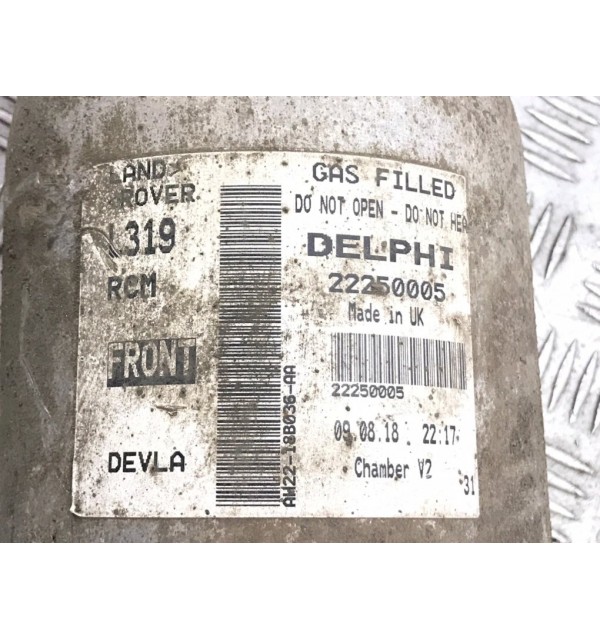 LAND
ROVER
L319
RCM
FRONT
DEVLA
AW22-18B036-AA
GAS FILLED
DO NOT OPEN - DO NOT HEA
DELPHI
22250005
Made in UK
22250005
09.08.18 22:17
Chamber V2
31